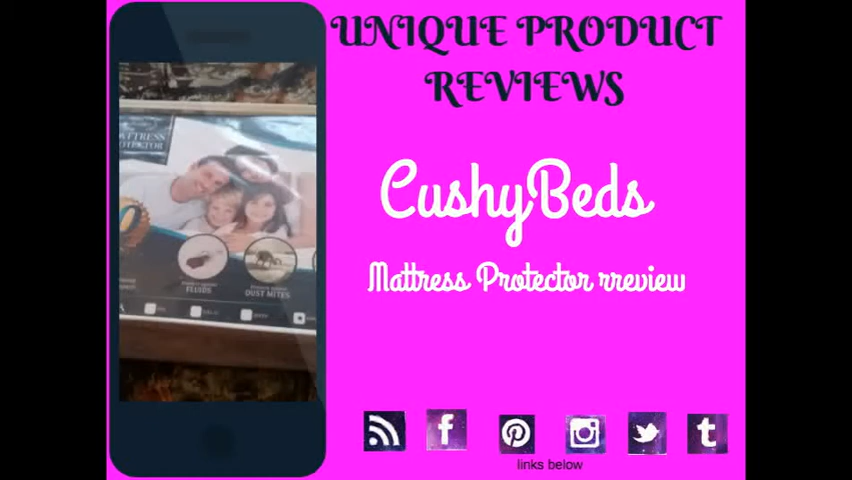 UNIQUE PRODUCT
REVIEWS
CushyBeds
Mattress Protector rreview
links below
MATTRESS
PROTECTOR
FLUIDS
DUST MITES